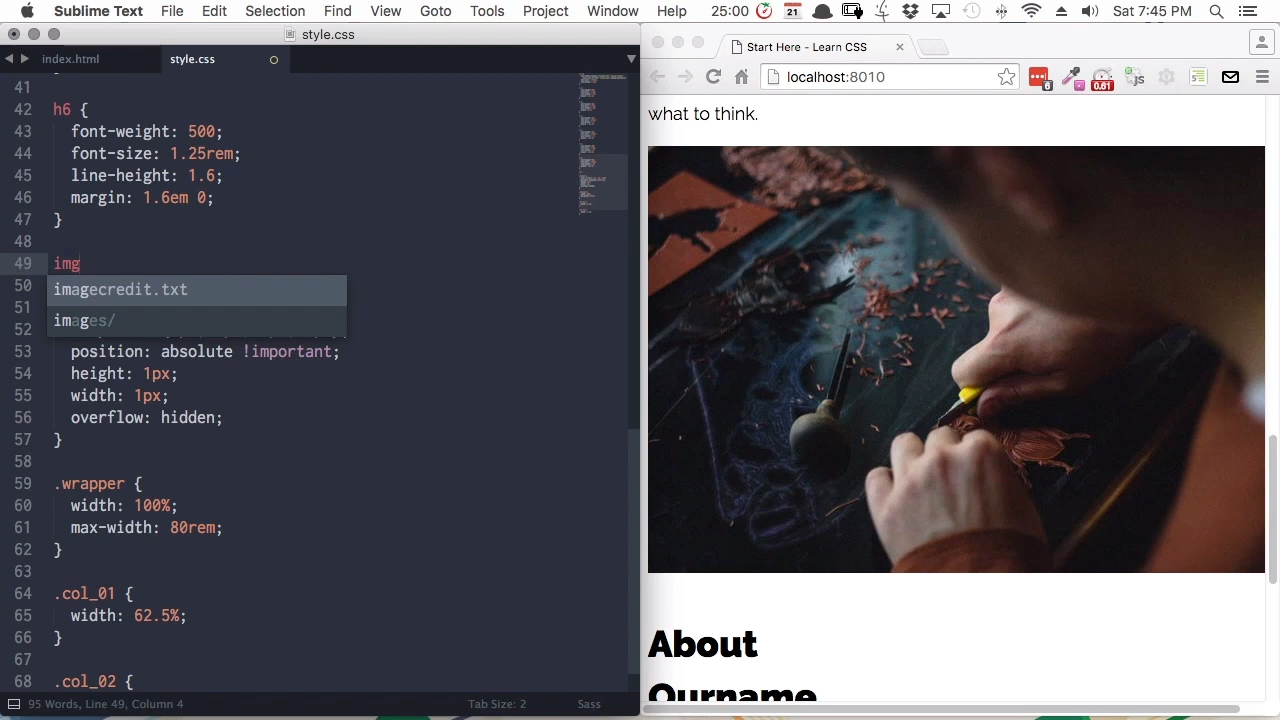 Sublime Text File Edit Selection Find View Goto Tools Project Window Help 25:00 21 Sat 7:45 PM
style.css
index.html style.css
41
42 h6 {
43 font-weight: 500;
44 font-size: 1.25rem;
45 line-height: 1.6;
46 margin: 1.6em 0;
47 }
48
49 img
imagecredit.txt
images/
50
51
52
53 position: absolute !important;
54 height: 1px;
55 width: 1px;
56 overflow: hidden;
57 }
58
59 .wrapper {
60 width: 100%;
61 max-width: 80rem;
62 }
63
64 .col_01 {
65 width: 62.5%;
66 }
67
68 .col_02 {
95 Words, Line 49, Column 4 Tab Size: 2 Sass
Start Here - Learn CSS
localhost:8010 6 0.61 JS
what to think.
About
Ourname